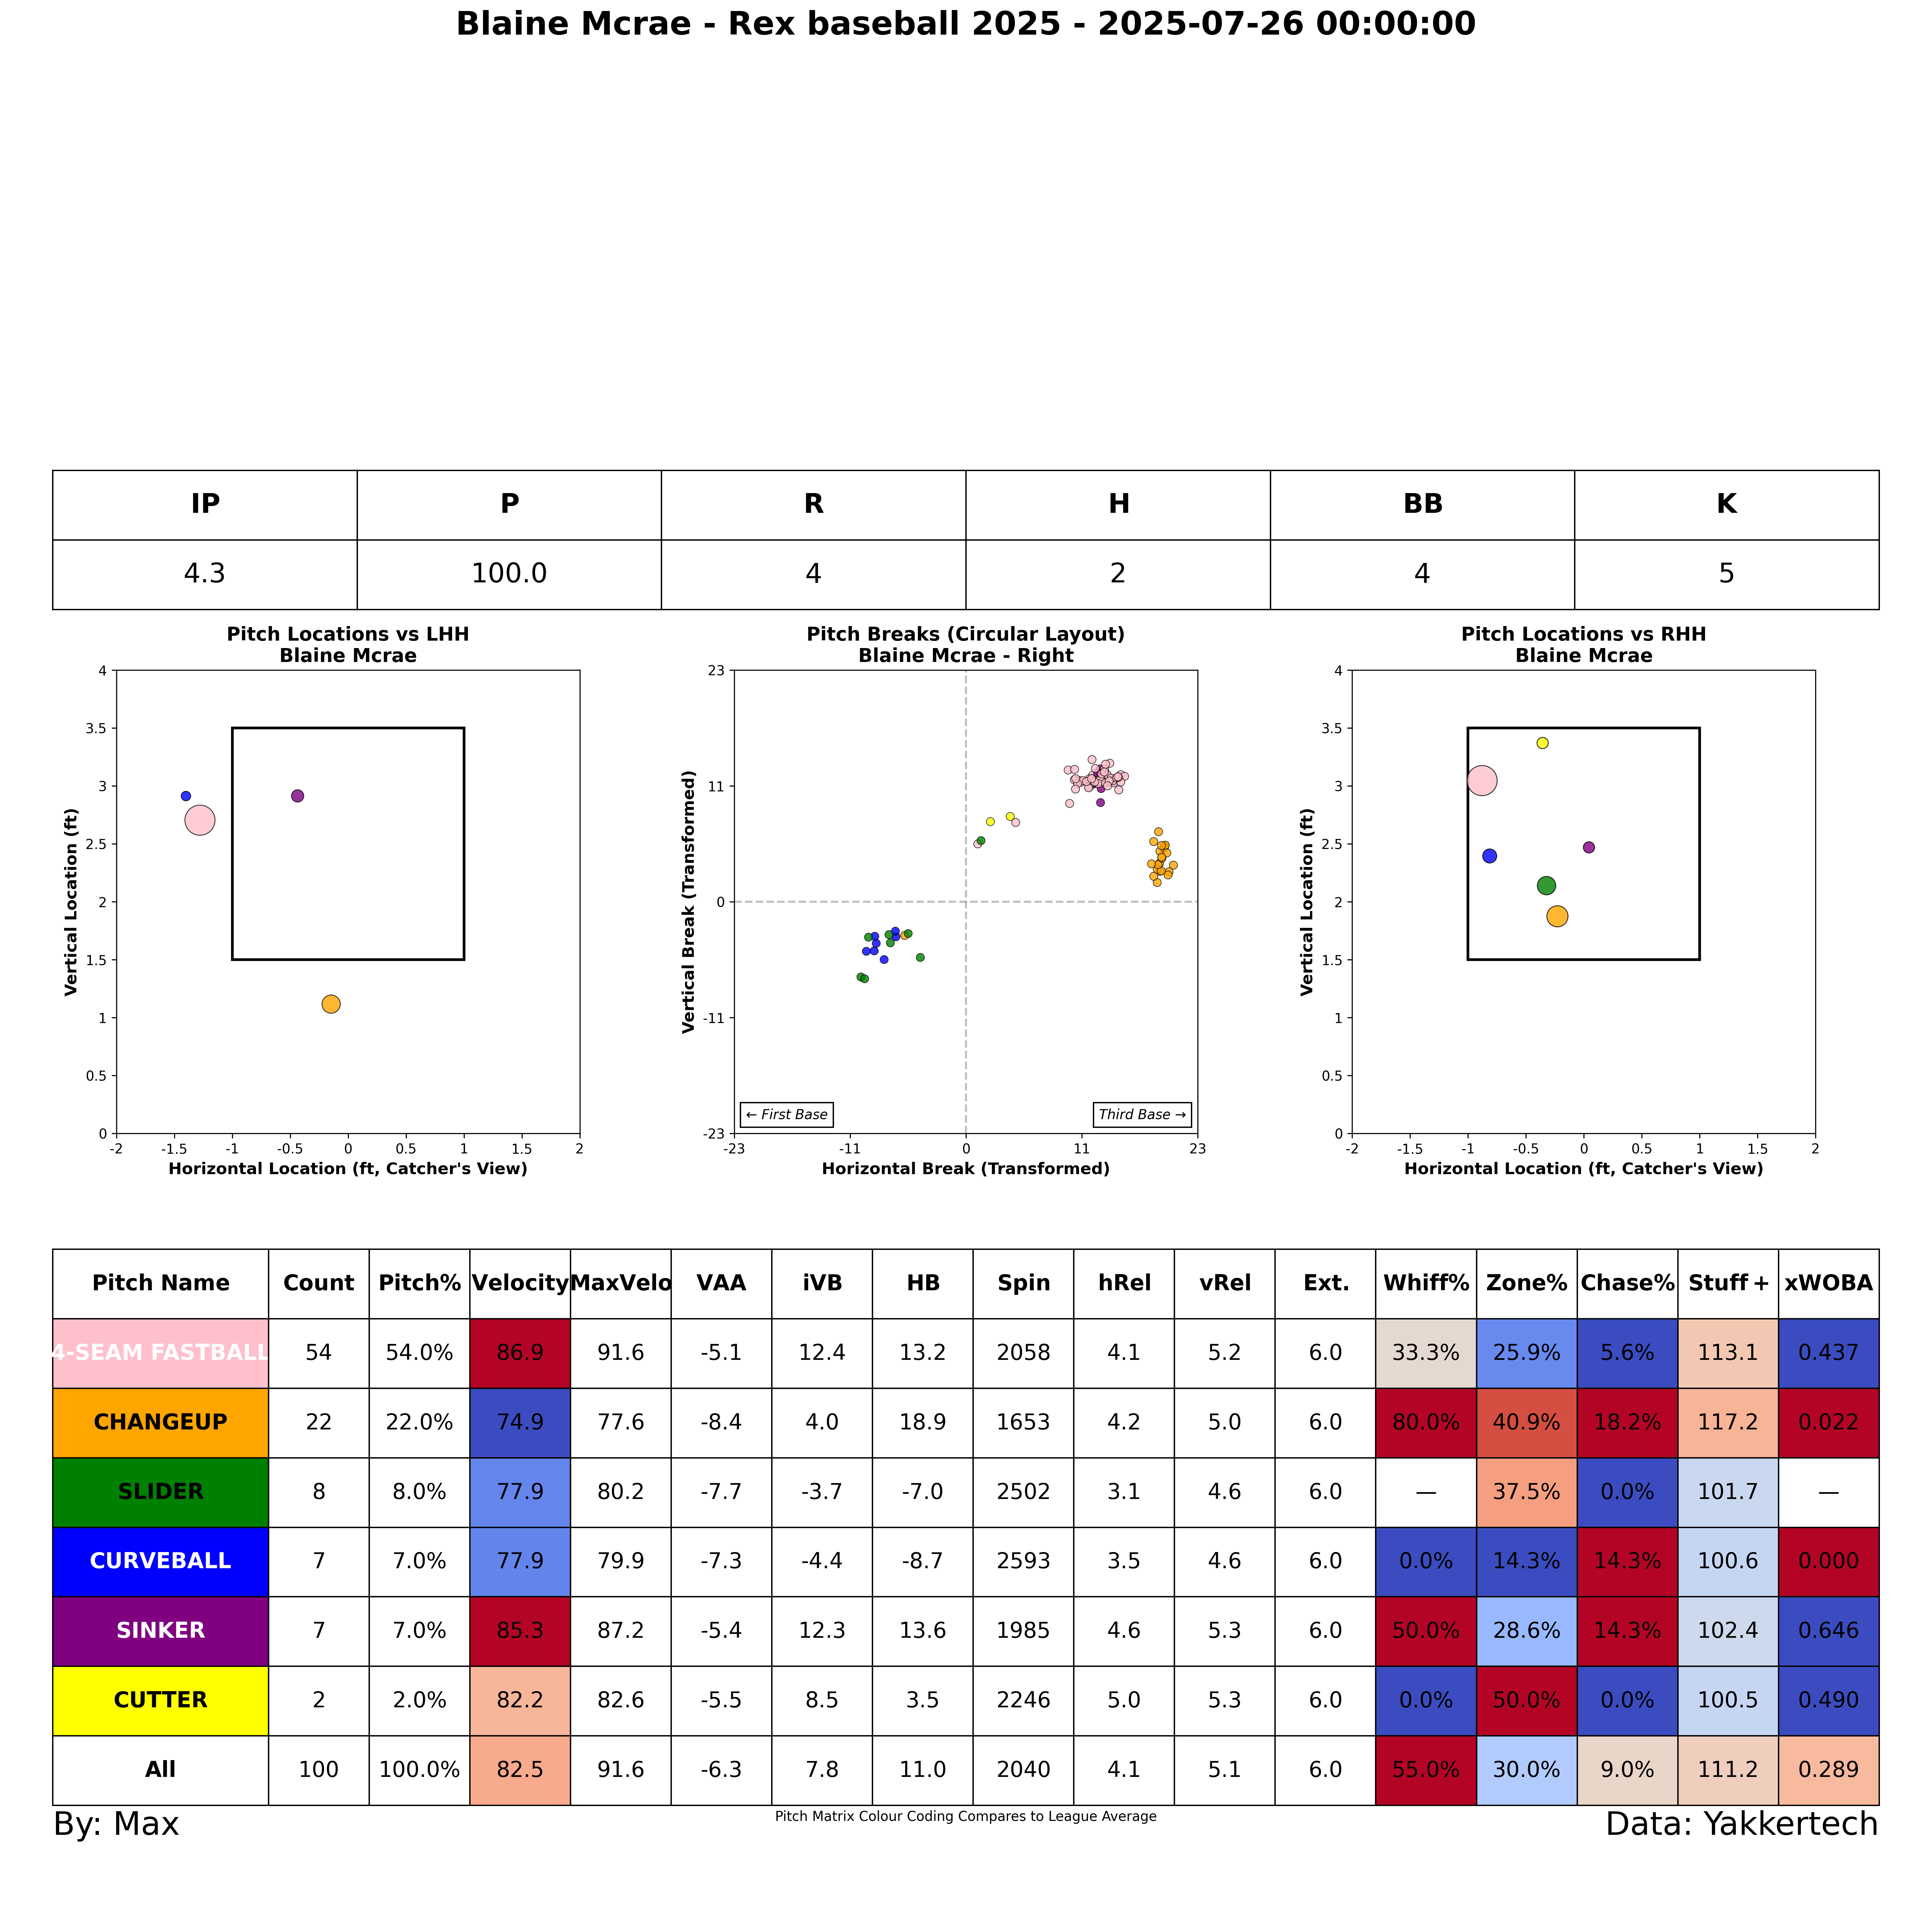 Blaine Mcrae - Rex baseball 2025 - 2025-07-26 00:00:00
IP P R H BB K
4.3 100.0 4 2 4 5
Pitch Locations vs LHH
Blaine Mcrae
4
3.5
3
2.5
2
1.5
1
0.5
0
-2 -1.5 -1 -0.5 0 0.5 1 1.5 2
Vertical Location (ft)
Horizontal Location (ft, Catcher's View)
Pitch Breaks (Circular Layout)
Blaine Mcrae - Right
23
11
0
-11
-23
-23 -11 0 11 23
Vertical Break (Transformed)
← First Base
Third Base →
Horizontal Break (Transformed)
Pitch Locations vs RHH
Blaine Mcrae
4
3.5
3
2.5
2
1.5
1
0.5
0
-2 -1.5 -1 -0.5 0 0.5 1 1.5 2
Vertical Location (ft)
Horizontal Location (ft, Catcher's View)
Pitch Name Count Pitch% Velocity MaxVelo VAA iVB HB Spin hRel vRel Ext. Whiff% Zone% Chase% Stuff+ xWOBA
4-SEAM FASTBALL 54 54.0% 86.9 91.6 -5.1 12.4 13.2 2058 4.1 5.2 6.0 33.3% 25.9% 5.6% 113.1 0.437
CHANGEUP 22 22.0% 74.9 77.6 -8.4 4.0 18.9 1653 4.2 5.0 6.0 80.0% 40.9% 18.2% 117.2 0.022
SLIDER 8 8.0% 77.9 80.2 -7.7 -3.7 -7.0 2502 3.1 4.6 6.0 — 37.5% 0.0% 101.7 —
CURVEBALL 7 7.0% 77.9 79.9 -7.3 -4.4 -8.7 2593 3.5 4.6 6.0 0.0% 14.3% 14.3% 100.6 0.000
SINKER 7 7.0% 85.3 87.2 -5.4 12.3 13.6 1985 4.6 5.3 6.0 50.0% 28.6% 14.3% 102.4 0.646
CUTTER 2 2.0% 82.2 82.6 -5.5 8.5 3.5 2246 5.0 5.3 6.0 0.0% 50.0% 0.0% 100.5 0.490
All 100 100.0% 82.5 91.6 -6.3 7.8 11.0 2040 4.1 5.1 6.0 55.0% 30.0% 9.0% 111.2 0.289
By: Max
Pitch Matrix Colour Coding Compares to League Average
Data: Yakkertech